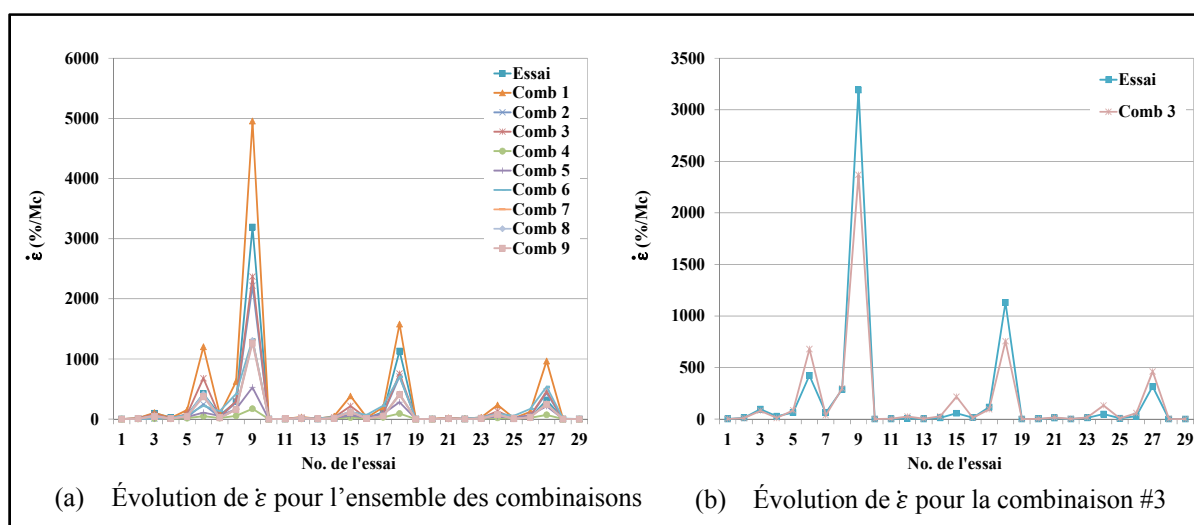 6000
5000
4000
3000
2000
1000
0
ε̇ (%/Mc)
1 3 5 7 9 11 13 15 17 19 21 23 25 27 29
No. de l'essai
Essai
Comb 1
Comb 2
Comb 3
Comb 4
Comb 5
Comb 6
Comb 7
Comb 8
Comb 9
(a) Évolution de ε̇ pour l’ensemble des combinaisons
3500
3000
2500
2000
1500
1000
500
0
ε̇ (%/Mc)
1 3 5 7 9 11 13 15 17 19 21 23 25 27 29
No. de l'essai
Essai
Comb 3
(b) Évolution de ε̇ pour la combinaison #3